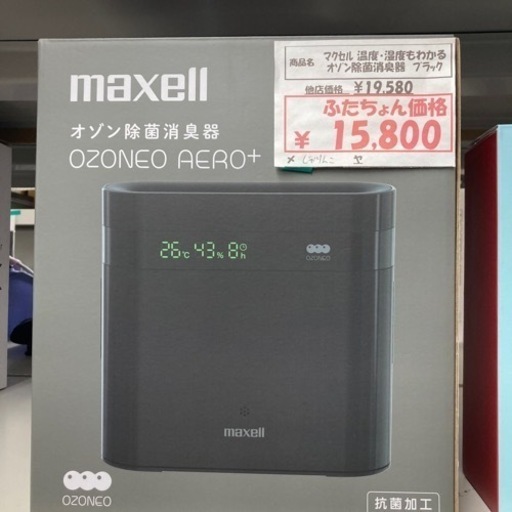 商品名 マクセル 温度・湿度もわかる
オゾン除菌消臭器 ブラック
他店価格 ¥19,580
ふたちょん価格
¥ 15,800
maxell
オゾン除菌消臭器
OZONEO AERO+
26℃ 43% 8h
OZONEO
maxell
OZONEO
抗菌加工